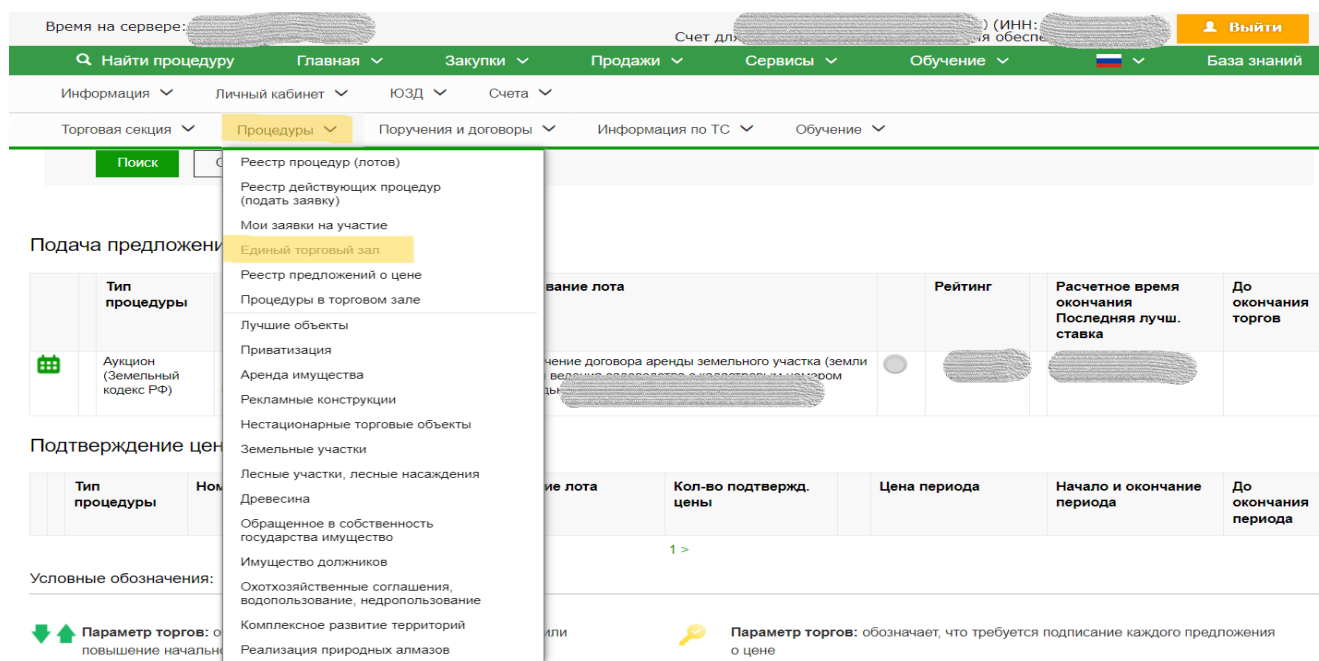 Время на сервере:
) (ИНН:
Счет для
я обеспе
Выйти
Найти процедуру Главная Закупки Продажи Сервисы Обучение База знаний
Информация Личный кабинет ЮЗД Счета
Торговая секция Процедуры Поручения и договоры Информация по ТС Обучение
Поиск
Реестр процедур (лотов)
Реестр действующих процедур
(подать заявку)
Мои заявки на участие
Единый торговый зал
Реестр предложений о цене
Процедуры в торговом зале
Лучшие объекты
Приватизация
Аренда имущества
Рекламные конструкции
Нестационарные торговые объекты
Земельные участки
Лесные участки, лесные насаждения
Древесина
Обращенное в собственность
государства имущество
Имущество должников
Охотхозяйственные соглашения,
водопользование, недропользование
Комплексное развитие территорий
Реализация природных алмазов
Подача предложени
Тип
процедуры
вание лота
Рейтинг
Расчетное время
окончания
Последняя лучш.
ставка
До
окончания
торгов
Аукцион
(Земельный
кодекс РФ)
чение договора аренды земельного участка (земли
Подтверждение цен
Тип
процедуры
Ном
ие лота
Кол-во подтвержд.
цены
Цена периода
Начало и окончание
периода
До
окончания
периода
1 >
Условные обозначения:
Параметр торгов: о
или
повышение начальн
Параметр торгов: обозначает, что требуется подписание каждого предложения
о цене